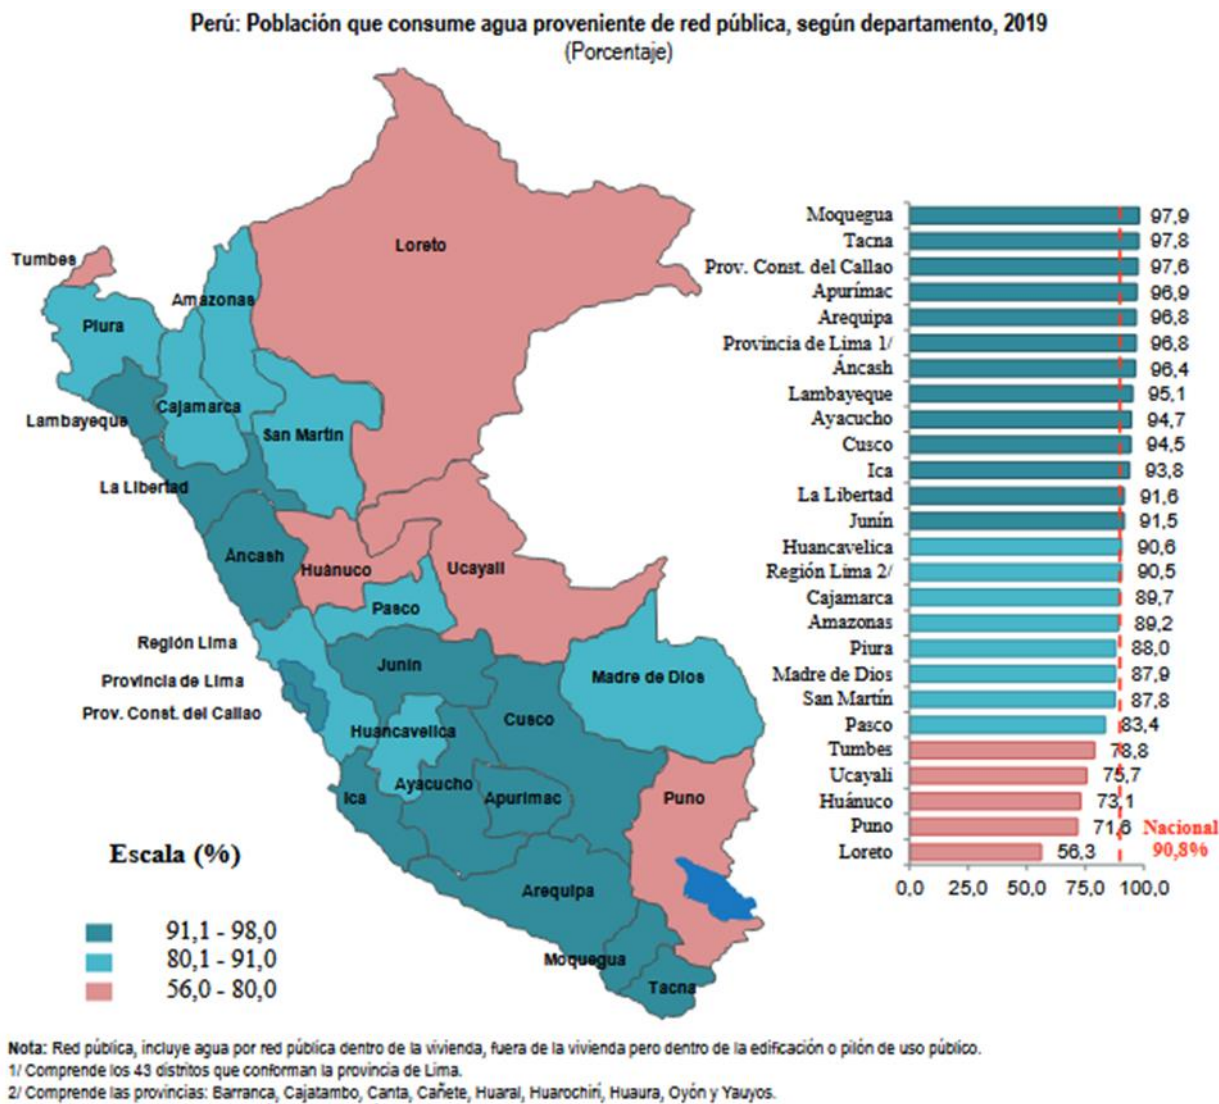 Perú: Población que consume agua proveniente de red pública, según departamento, 2019
(Porcentaje)
Loreto
Tumbes
Amazonas
Piura
Cajamarca
Lambayeque
San Martín
La Libertad
Áncash
Huánuco
Ucayali
Pasco
Región Lima
Junín
Provincia de Lima
Madre de Dios
Prov. Const. del Callao
Cusco
Huancavelica
Ayacucho
Ica
Apurímac
Puno
Arequipa
Moquegua
Tacna
Escala (%)
91,1 - 98,0
80,1 - 91,0
56,0 - 80,0
Moquegua 97,9
Tacna 97,8
Prov. Const. del Callao 97,6
Apurímac 96,9
Arequipa 96,8
Provincia de Lima 1/ 96,8
Áncash 96,4
Lambayeque 95,1
Ayacucho 94,7
Cusco 94,5
Ica 93,8
La Libertad 91,6
Junín 91,5
Huancavelica 90,6
Región Lima 2/ 90,5
Cajamarca 89,7
Amazonas 89,2
Piura 88,0
Madre de Dios 87,9
San Martín 87,8
Pasco 83,4
Tumbes 78,8
Ucayali 75,7
Huánuco 73,1
Puno 71,6
Loreto 56,3
Nacional
90,8%
0,0 25,0 50,0 75,0 100,0
Nota: Red pública, incluye agua por red pública dentro de la vivienda, fuera de la vivienda pero dentro de la edificación o pilón de uso público.
1/ Comprende los 43 distritos que conforman la provincia de Lima.
2/ Comprende las provincias: Barranca, Cajatambo, Canta, Cañete, Huaral, Huarochirí, Huaura, Oyón y Yauyos.